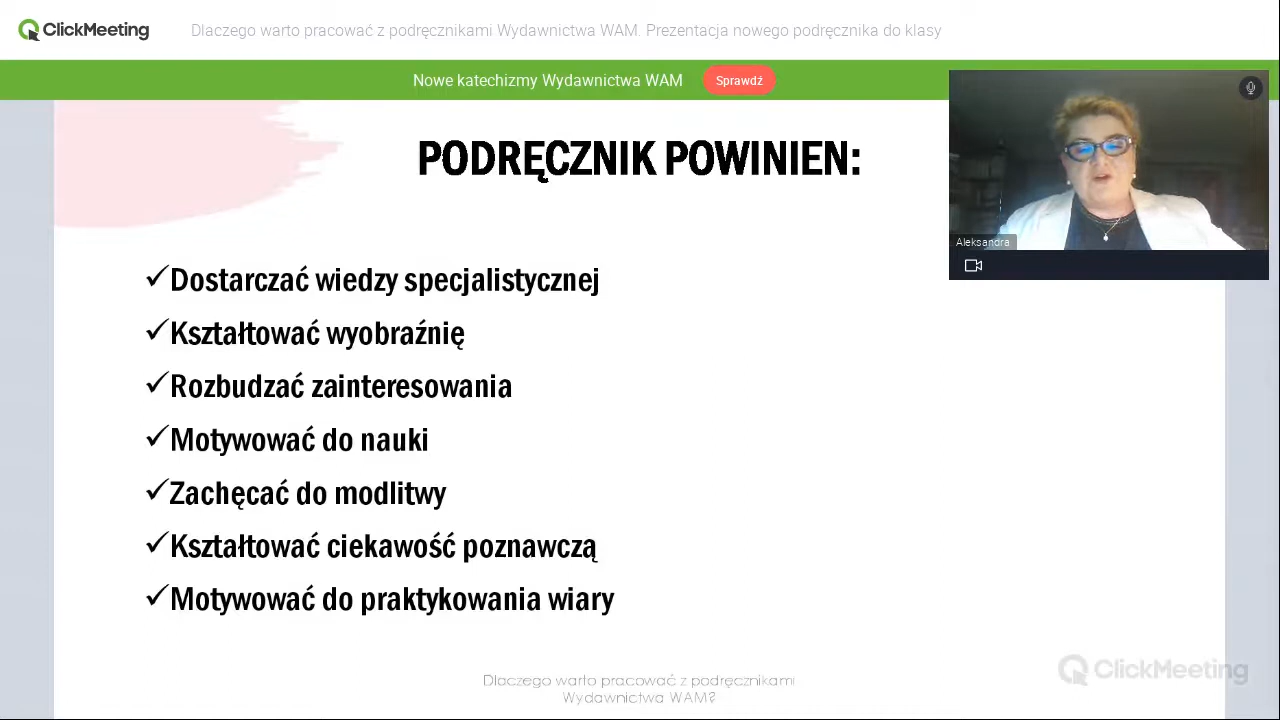 ClickMeeting
Dlaczego warto pracować z podręcznikami Wydawnictwa WAM. Prezentacja nowego podręcznika do klasy
Nowe katechizmy Wydawnictwa WAM
Sprawdź
PODRĘCZNIK POWINIEN:
Aleksandra
✓Dostarczać wiedzy specjalistycznej
✓Kształtować wyobraźnię
✓Rozbudzać zainteresowania
✓Motywować do nauki
✓Zachęcać do modlitwy
✓Kształtować ciekawość poznawczą
✓Motywować do praktykowania wiary
ClickMeeting
Dlaczego warto pracować z podręcznikami
Wydawnictwa WAM?